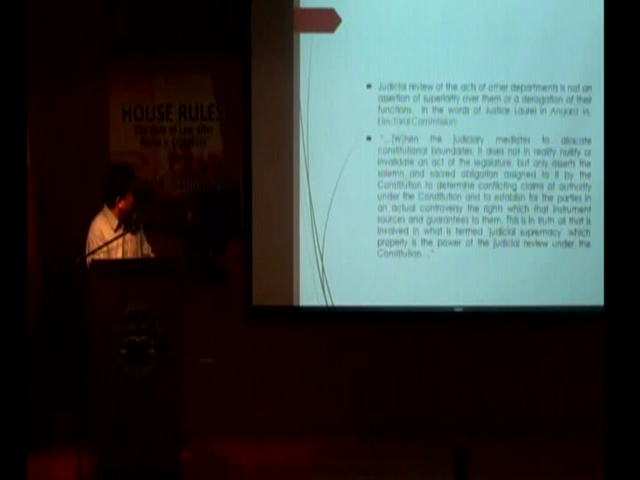 HOUSE RULES
The Role of Law after
Judicial review of the acts of other departments is not an
assertion of superiority over them or a derogation of their
functions. In the words of Justice Laurel in Angara vs.
Electoral Commission:
"…[W]hen the judiciary mediates to allocate
constitutional boundaries, it does not in reality nullify or
invalidate an act of the legislature, but only asserts the
solemn and sacred obligation assigned to it by the
Constitution to determine conflicting claims of authority
under the Constitution and to establish for the parties in
an actual controversy the rights which that instrument
sources and guarantees to them. This is in truth all that is
involved in what is termed 'judicial supremacy' which
properly is the power of the judicial review under the
Constitution…"